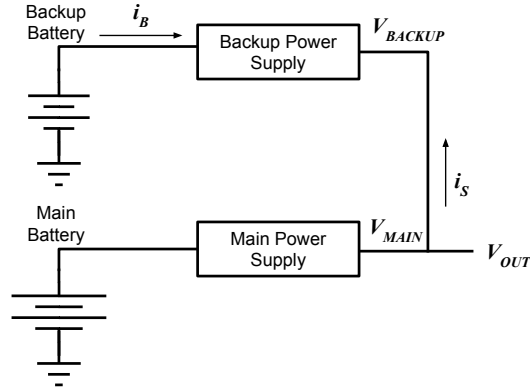 Backup
Battery
i_B
Backup Power
Supply
V_BACKUP
i_S
Main
Battery
Main Power
Supply
V_MAIN
V_OUT